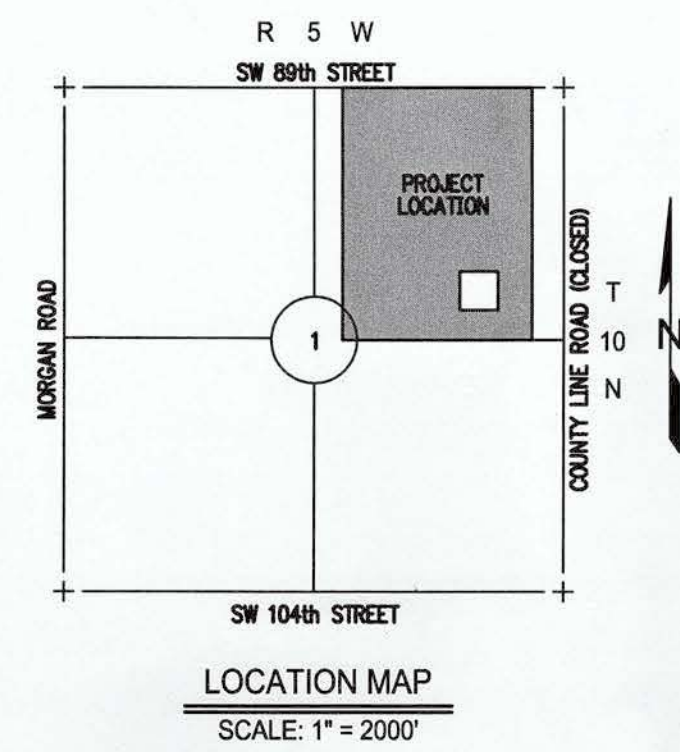 R 5 W
SW 89th STREET
PROJECT
LOCATION
MORGAN ROAD
1
COUNTY LINE ROAD (CLOSED)
T
10
N
N
SW 104th STREET
LOCATION MAP
SCALE: 1" = 2000'